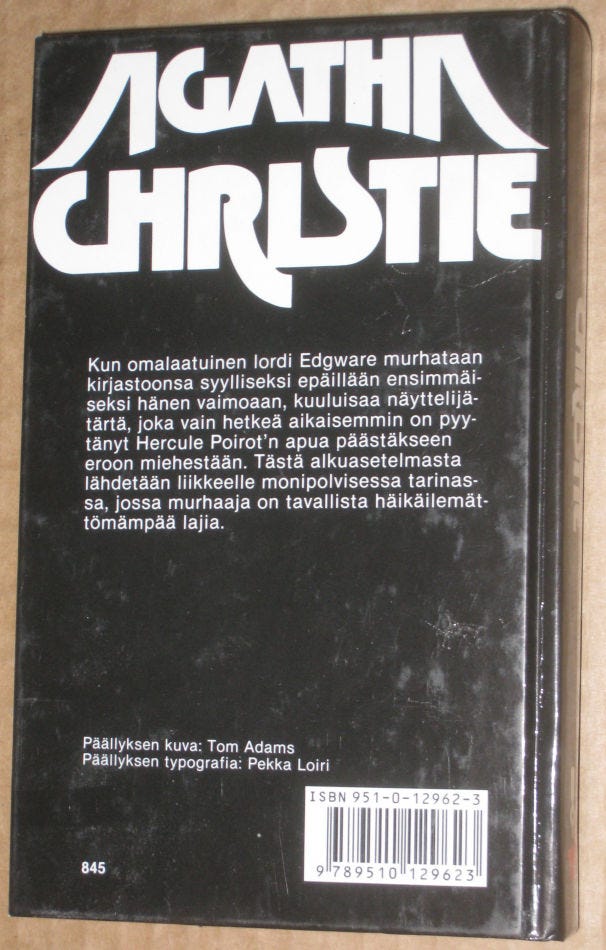 AGATHA
CHRISTIE
Kun omalaatuinen lordi Edgware murhataan
kirjastoonsa syylliseksi epäillään ensimmäi-
seksi hänen vaimoaan, kuuluisaa näyttelijä-
tärtä, joka vain hetkeä aikaisemmin on pyy-
tänyt Hercule Poirot'n apua päästäkseen
eroon miehestään. Tästä alkuasetelmasta
lähdetään liikkeelle monipolvisessa tarinas-
sa, jossa murhaaja on tavallista häikäilemät-
tömämpää lajia.
Päällyksen kuva: Tom Adams
Päällyksen typografia: Pekka Loiri
ISBN 951-0-12962-3
9 789510 129623
845